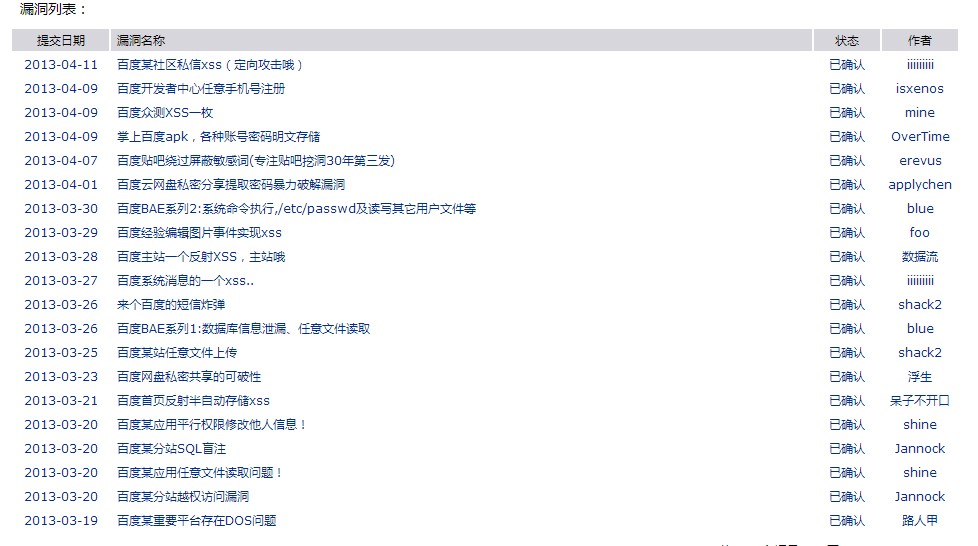 漏洞列表：
提交日期 漏洞名称 状态 作者
2013-04-11 百度某社区私信xss（定向攻击哦） 已确认 iiiiiiiii
2013-04-09 百度开发者中心任意手机号注册 已确认 isxenos
2013-04-09 百度众测XSS一枚 已确认 mine
2013-04-09 掌上百度apk，各种账号密码明文存储 已确认 OverTime
2013-04-07 百度贴吧绕过屏蔽敏感词(专注贴吧挖洞30年第三发) 已确认 erevus
2013-04-01 百度云网盘私密分享提取密码暴力破解漏洞 已确认 applychen
2013-03-30 百度BAE系列2:系统命令执行,/etc/passwd及读写其它用户文件等 已确认 blue
2013-03-29 百度经验编辑图片事件实现xss 已确认 foo
2013-03-28 百度主站一个反射XSS，主站哦 已确认 数据流
2013-03-27 百度系统消息的一个xss.. 已确认 iiiiiiiii
2013-03-26 来个百度的短信炸弹 已确认 shack2
2013-03-26 百度BAE系列1:数据库信息泄漏、任意文件读取 已确认 blue
2013-03-25 百度某站任意文件上传 已确认 shack2
2013-03-23 百度网盘私密共享的可破性 已确认 浮生
2013-03-21 百度首页反射半自动存储xss 已确认 呆子不开口
2013-03-20 百度某应用平行权限修改他人信息！ 已确认 shine
2013-03-20 百度某分站SQL盲注 已确认 Jannock
2013-03-20 百度某应用任意文件读取问题！ 已确认 shine
2013-03-20 百度某分站越权访问漏洞 已确认 Jannock
2013-03-19 百度某重要平台存在DOS问题 已确认 路人甲